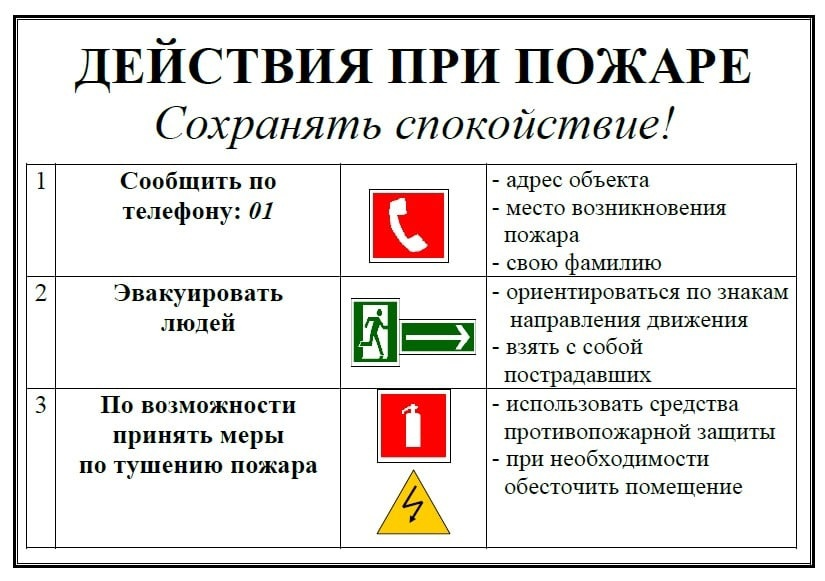 ДЕЙСТВИЯ ПРИ ПОЖАРЕ
Сохранять спокойствие!
1
Сообщить по
телефону: 01
- адрес объекта
- место возникновения
пожара
- свою фамилию
2
Эвакуировать
людей
- ориентироваться по знакам
направления движения
- взять с собой
пострадавших
3
По возможности
принять меры
по тушению пожара
- использовать средства
противопожарной защиты
- при необходимости
обесточить помещение